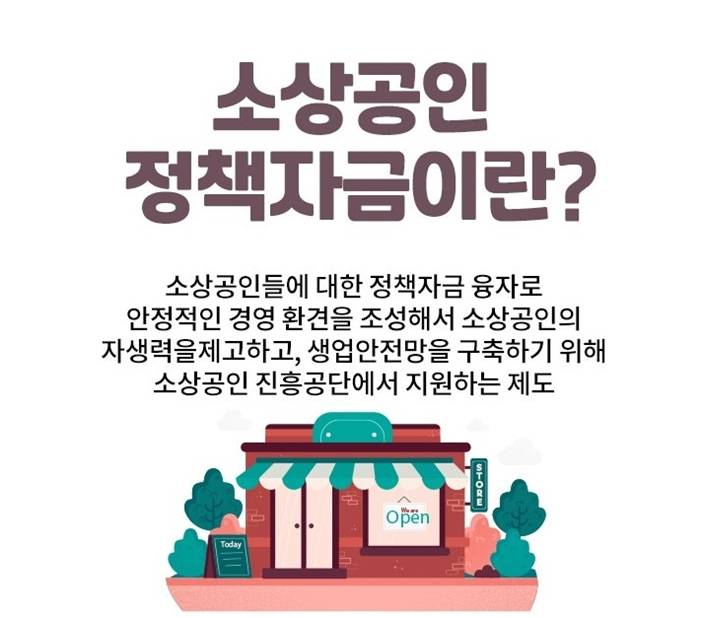 소상공인
정책자금이란?
소상공인들에 대한 정책자금 융자로
안정적인 경영 환견을 조성해서 소상공인의
자생력을제고하고, 생업안전망을 구축하기 위해
소상공인 진흥공단에서 지원하는 제도
STORE
We are
Open
Today